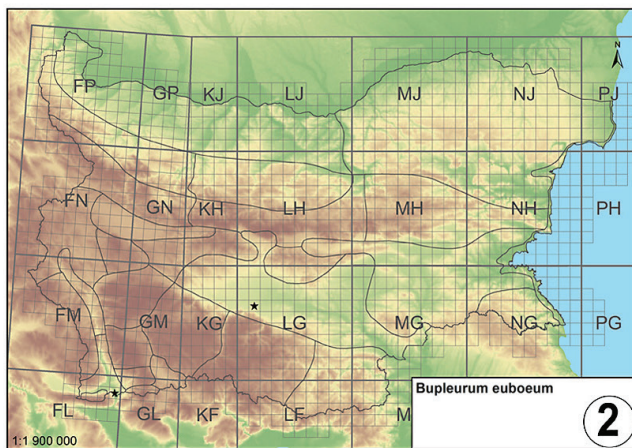 N
FP GP KJ LJ MJ NJ PJ
FN GN KH LH MH NH PH
FM GM KG LG MG NG PG
FL GL KF LF M
Bupleurum euboeum
2
1:1 900 000